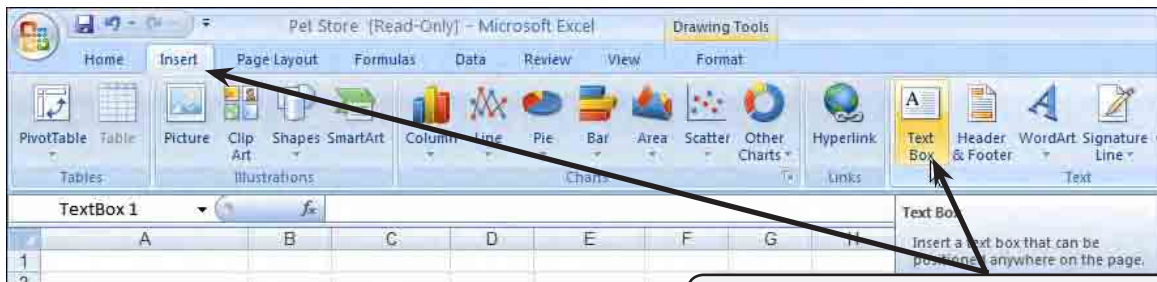 Pet Store [Read-Only] - Microsoft Excel
Drawing Tools
Home Insert Page Layout Formulas Data Review View Format
PivotTable Table
Tables
Picture Clip Art Shapes SmartArt
Illustrations
Column Line Pie Bar Area Scatter Other Charts
Charts
Hyperlink
Links
Text Box Header & Footer WordArt Signature Line
Text
TextBox 1 fx
A B C D E F G H
1
2
Text Box
Insert a text box that can be
positioned anywhere on the page.